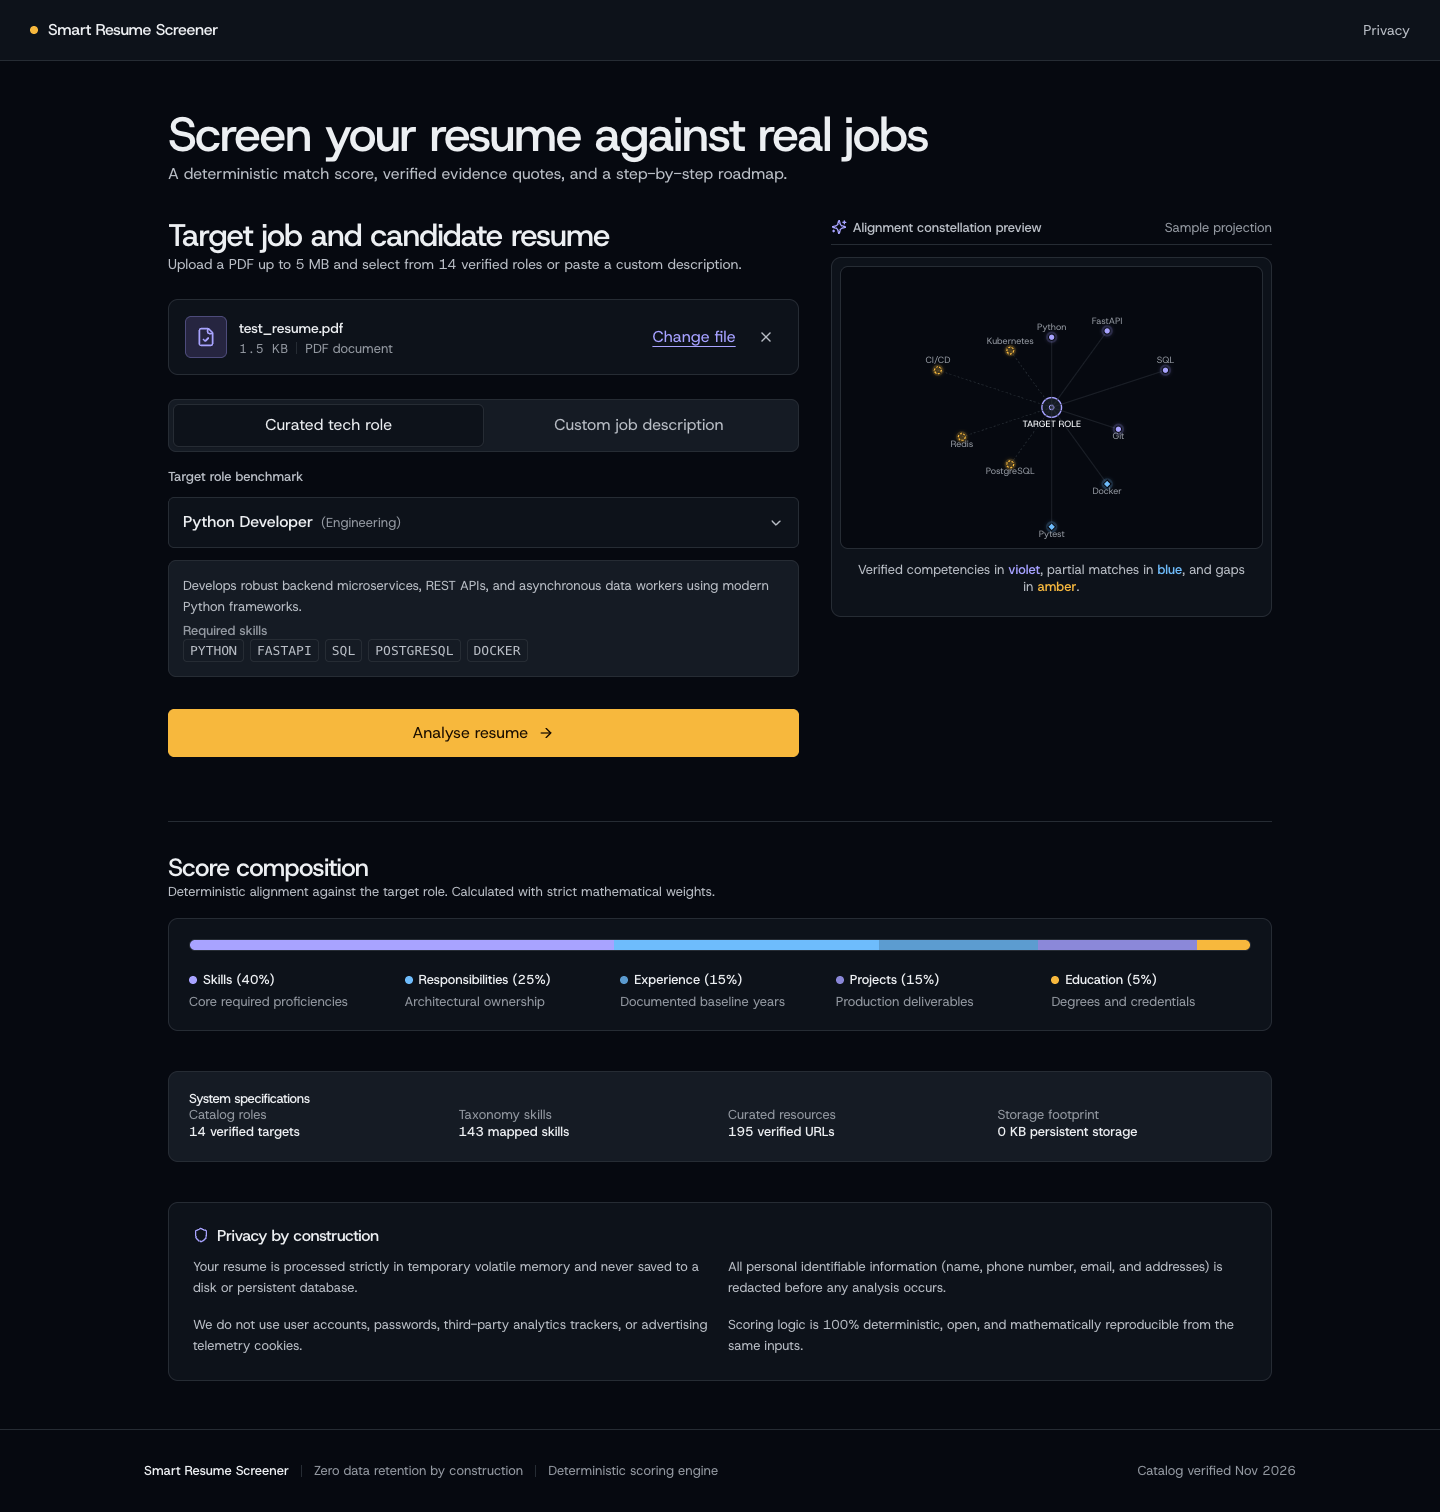 Smart Resume Screener
Privacy
Screen your resume against real jobs
A deterministic match score, verified evidence quotes, and a step-by-step roadmap.
Target job and candidate resume
Upload a PDF up to 5 MB and select from 14 verified roles or paste a custom description.
test_resume.pdf
1.5 KB | PDF document
Change file
Curated tech role
Custom job description
Target role benchmark
Python Developer (Engineering)
Develops robust backend microservices, REST APIs, and asynchronous data workers using modern
Python frameworks.
Required skills
PYTHON FASTAPI SQL POSTGRESQL DOCKER
Analyse resume →
Alignment constellation preview
Sample projection
FastAPI
Python
Kubernetes
CI/CD
SQL
TARGET ROLE
Git
Redis
PostgreSQL
Docker
Pytest
Verified competencies in violet, partial matches in blue, and gaps
in amber.
Score composition
Deterministic alignment against the target role. Calculated with strict mathematical weights.
Skills (40%)
Core required proficiencies
Responsibilities (25%)
Architectural ownership
Experience (15%)
Documented baseline years
Projects (15%)
Production deliverables
Education (5%)
Degrees and credentials
System specifications
Catalog roles
14 verified targets
Taxonomy skills
143 mapped skills
Curated resources
195 verified URLs
Storage footprint
0 KB persistent storage
Privacy by construction
Your resume is processed strictly in temporary volatile memory and never saved to a
disk or persistent database.
All personal identifiable information (name, phone number, email, and addresses) is
redacted before any analysis occurs.
We do not use user accounts, passwords, third-party analytics trackers, or advertising
telemetry cookies.
Scoring logic is 100% deterministic, open, and mathematically reproducible from the
same inputs.
Smart Resume Screener | Zero data retention by construction | Deterministic scoring engine
Catalog verified Nov 2026